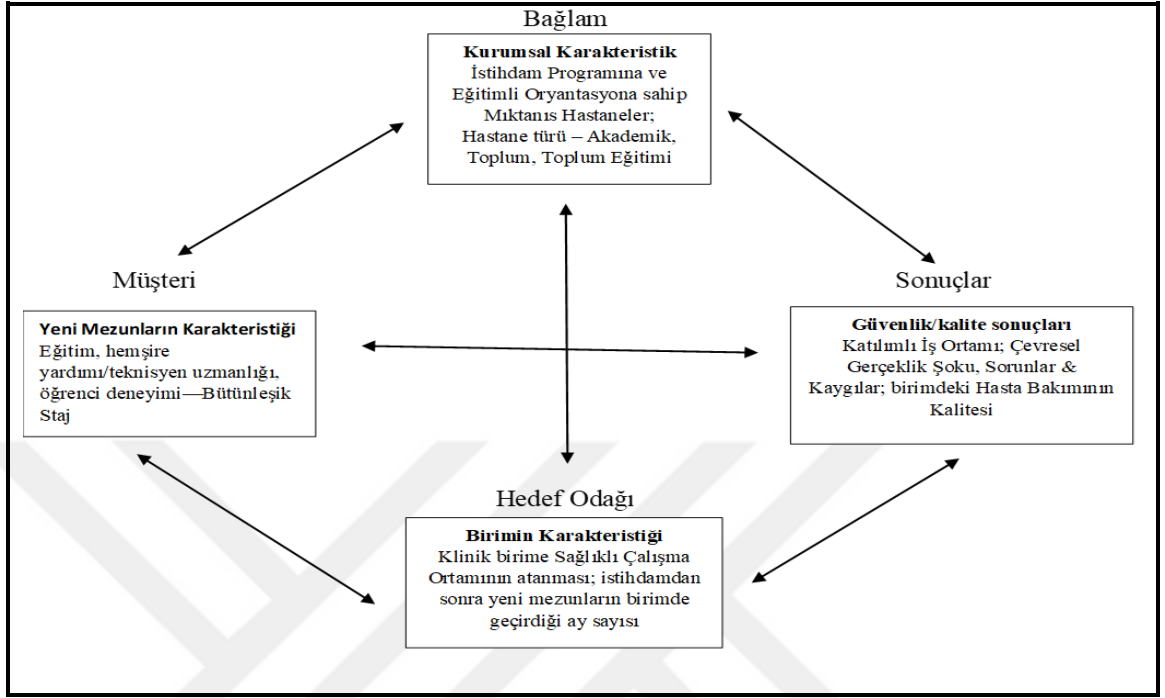 Bağlam
Kurumsal Karakteristik
İstihdam Programına ve
Eğitimli Oryantasyona sahip
Mıktanıs Hastaneler;
Hastane türü – Akademik,
Toplum, Toplum Eğitimi
Müşteri
Yeni Mezunların Karakteristiği
Eğitim, hemşire
yardımı/teknisyen uzmanlığı,
öğrenci deneyimi—Bütünleşik
Staj
Sonuçlar
Güvenlik/kalite sonuçları
Katılımlı İş Ortamı; Çevresel
Gerçeklik Şoku, Sorunlar &
Kaygılar; birimdeki Hasta Bakımının
Kalitesi
Hedef Odağı
Birimin Karakteristiği
Klinik birime Sağlıklı Çalışma
Ortamının atanması; istihdamdan
sonra yeni mezunların birimde
geçirdiği ay sayısı